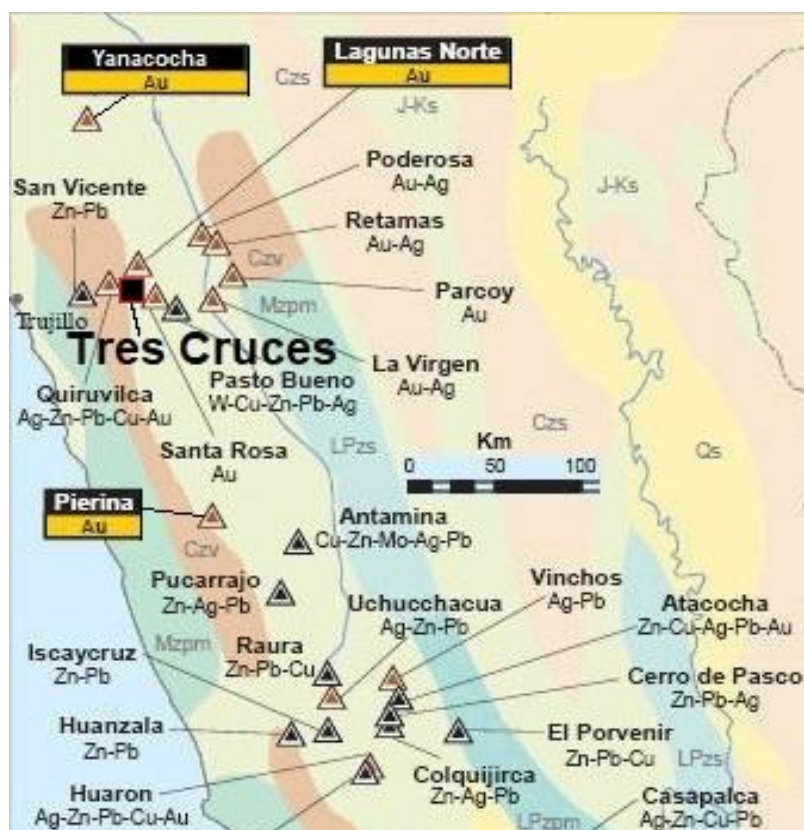 Yanacocha
Au
Lagunas Norte
Au
Czs
J-Ks
Poderosa
Au-Ag
San Vicente
Zn-Pb
J-Ks
Retamas
Au-Ag
Czv
Parcoy
Au
Mzpm
Trujillo
Tres Cruces
La Virgen
Au-Ag
Quiruvilca
Ag-Zn-Pb-Cu-Au
Pasto Bueno
W-Cu-Zn-Pb-Ag
Santa Rosa
Au
LPzs
Km
0 50 100
Czs
Qs
Pierina
Au
Czv
Antamina
Cu-Zn-Mo-Ag-Pb
Pucarrajo
Zn-Ag-Pb
Uchucchacua
Ag-Zn-Pb
Vinchos
Ag-Pb
Atacocha
Zn-Cu-Ag-Pb-Au
Mzpm
Iscaycruz
Zn-Pb
Raura
Zn-Pb-Cu
Cerro de Pasco
Zn-Pb-Ag
Huanzala
Zn-Pb
El Porvenir
Zn-Pb-Cu
LPzs
Colquijirca
Zn-Ag-Pb
Huaron
Ag-Zn-Pb-Cu-Au
LPzpm
Casapalca
Ag-Zn-Cu-Pb